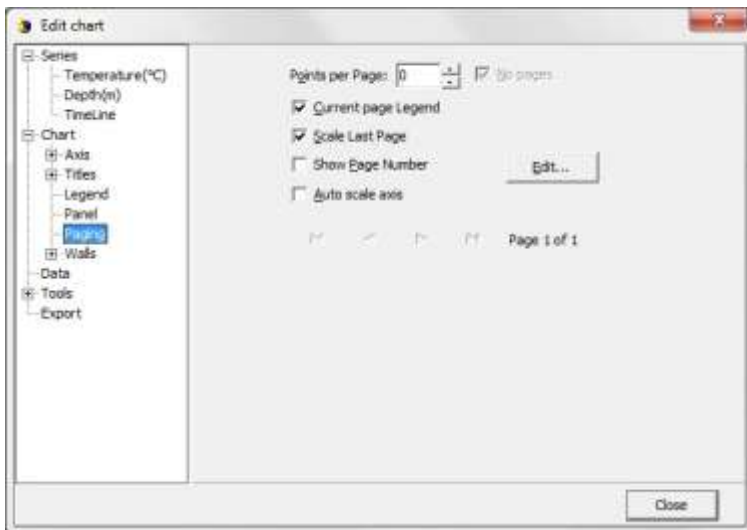 Edit chart
Series
Temperature(°C)
Depth(m)
TimeLine
Chart
Axis
Titles
Legend
Panel
Paging
Walls
Data
Tools
Export
Points per Page: 0 No pages
Current page Legend
Scale Last Page
Show Page Number Edit...
Auto scale axis
Page 1 of 1
Close